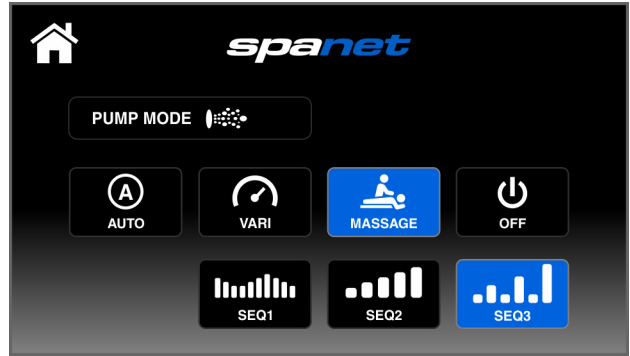 spanet
PUMP MODE
A
AUTO
VARI
MASSAGE
OFF
SEQ1
SEQ2
SEQ3